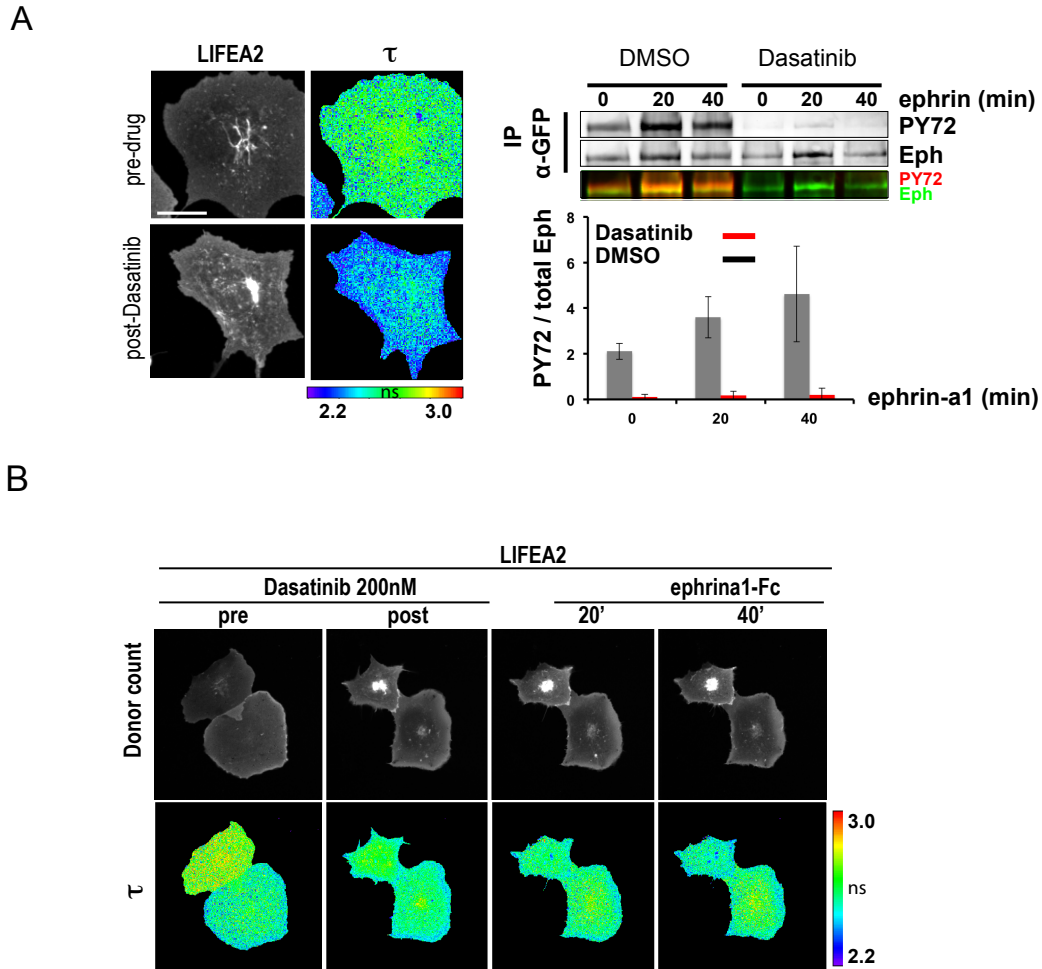 A
LIFEA2 τ
pre-drug
post-Dasatinib
ns
2.2 3.0
DMSO Dasatinib
0 20 40 0 20 40 ephrin (min)
IP
α-GFP
PY72
Eph
PY72
Eph
Dasatinib
DMSO
PY72 / total Eph
8
6
4
2
0
0 20 40
ephrin-a1 (min)
B
LIFEA2
Dasatinib 200nM ephrina1-Fc
pre post 20’ 40’
Donor count
τ
3.0
ns
2.2